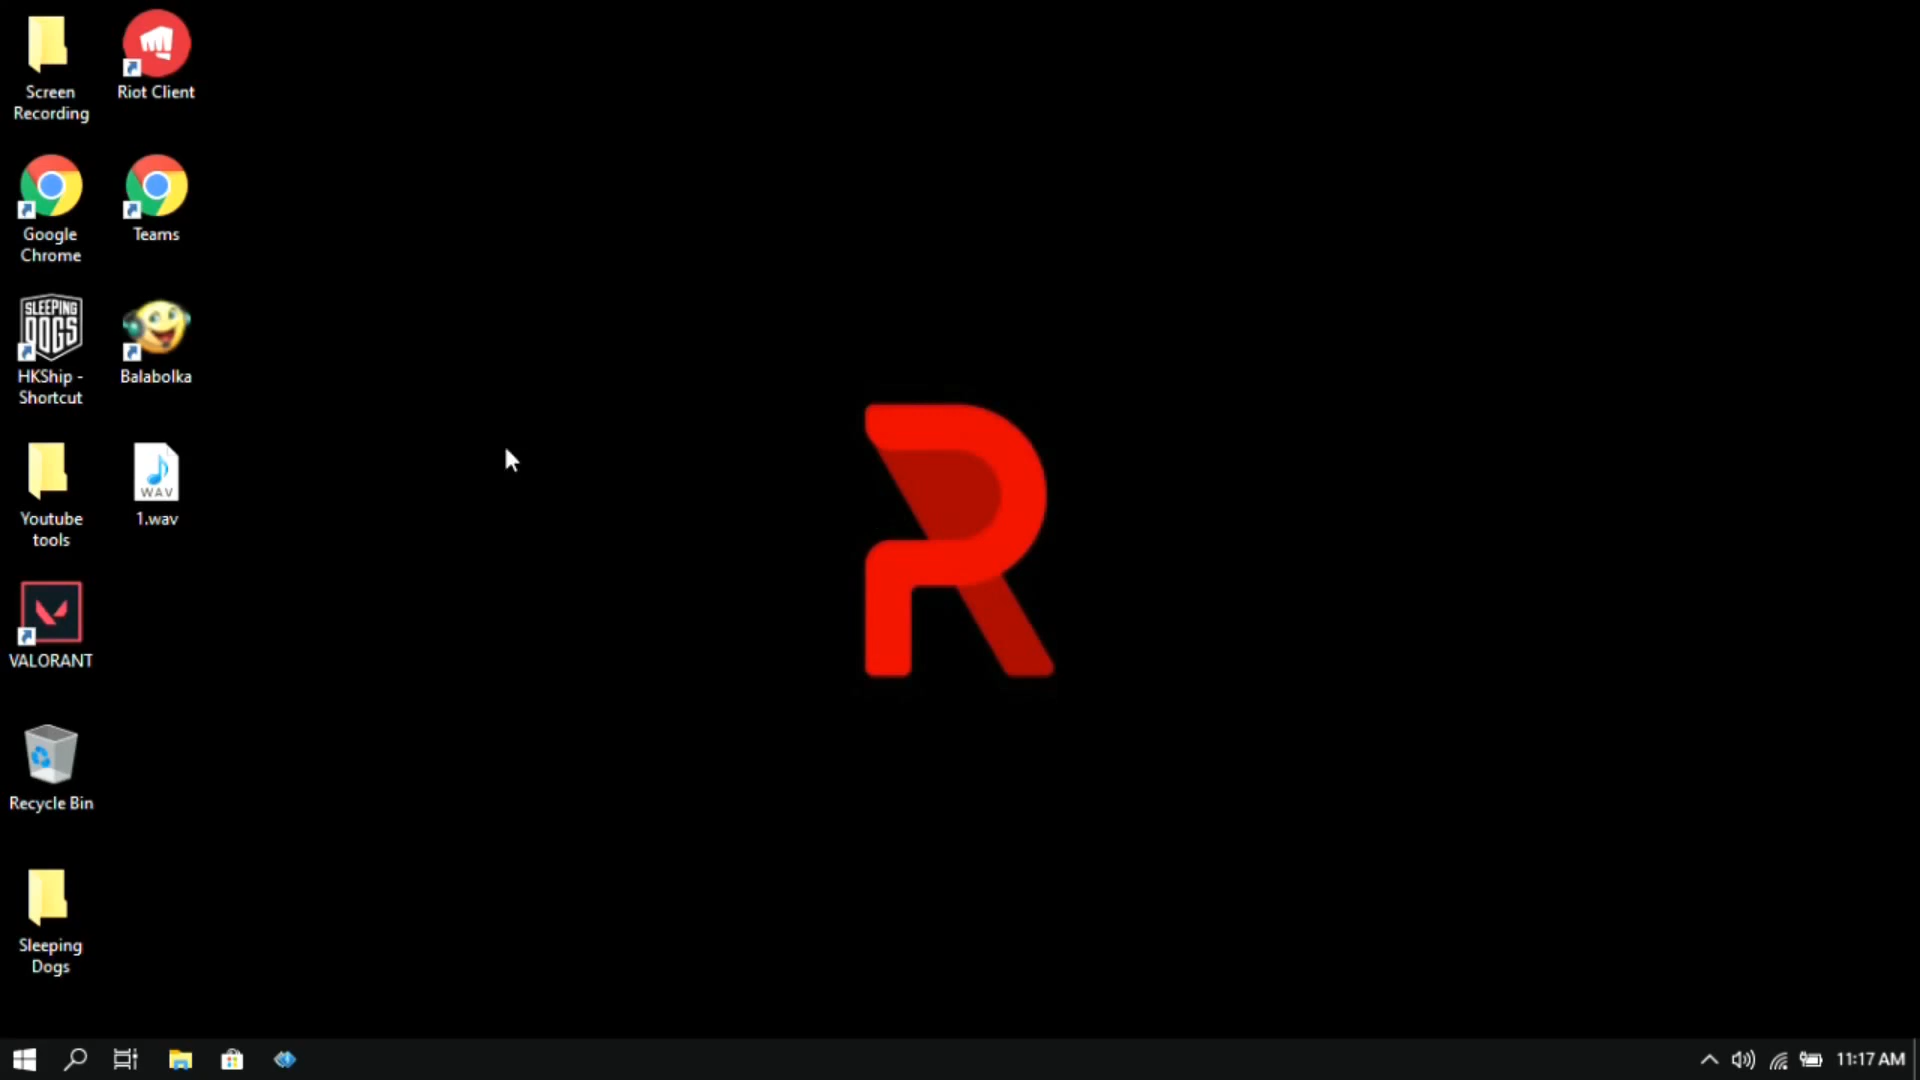 Screen
Recording
Riot Client
Google
Chrome
Teams
SLEEPING
DOGS
HKShip -
Shortcut
Balabolka
Youtube
tools
WAV
1.wav
VALORANT
Recycle Bin
Sleeping
Dogs
R
11:17 AM